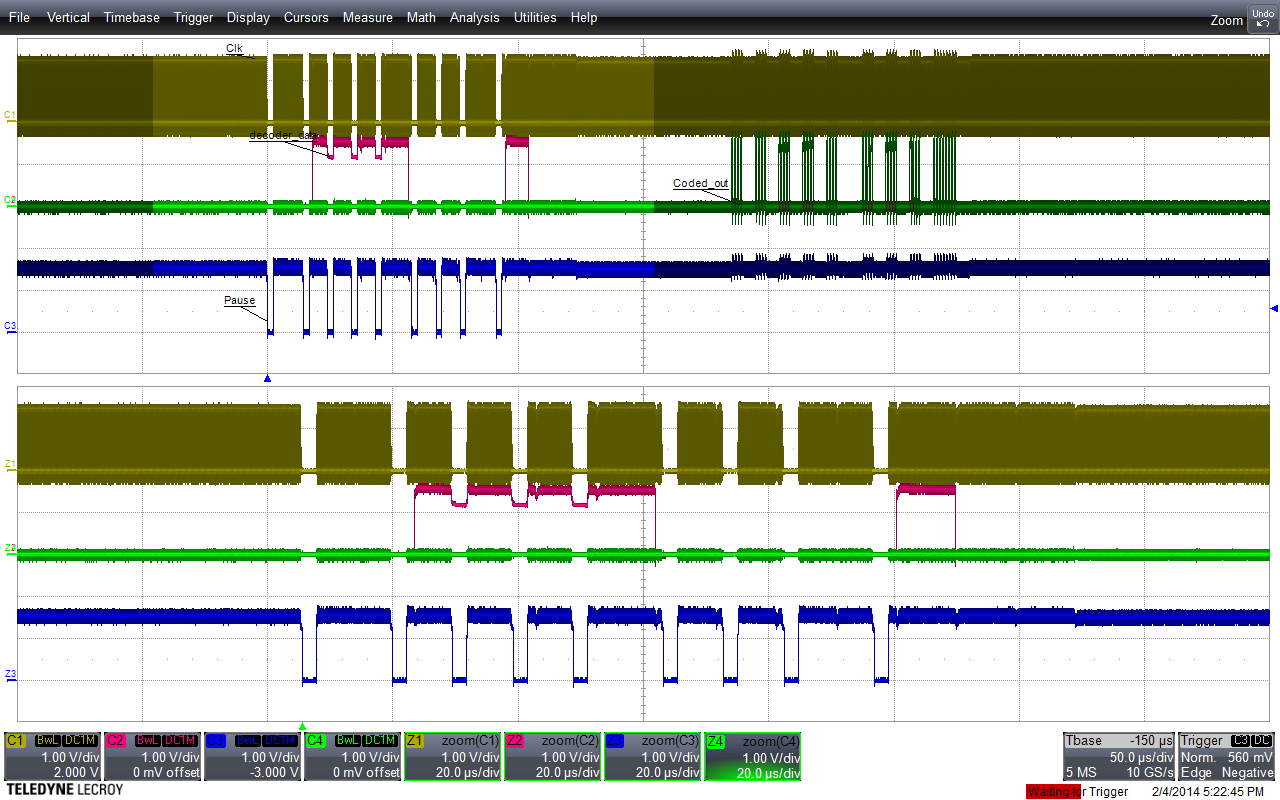 File Vertical Timebase Trigger Display Cursors Measure Math Analysis Utilities Help
Zoom Undo
Clk
C1
decoder_data
Coded_out
C2
Pause
C3
Z1
Z2
Z3
C1 BwL DC1M C2 BwL DC1M C3 BwL DC1M C4 BwL DC1M Z1 zoom(C1) Z2 zoom(C2) Z3 zoom(C3) Z4 zoom(C4) Tbase -150 µs Trigger C3 DC
1.00 V/div 1.00 V/div 1.00 V/div 1.00 V/div 1.00 V/div 1.00 V/div 1.00 V/div 1.00 V/div 50.0 µs/div Norm. 560 mV
2.000 V 0 mV offset -3.000 V 0 mV offset 20.0 µs/div 20.0 µs/div 20.0 µs/div 20.0 µs/div 5 MS 10 GS/s Edge Negative
TELEDYNE LECROY Waiting for Trigger 2/4/2014 5:22:45 PM